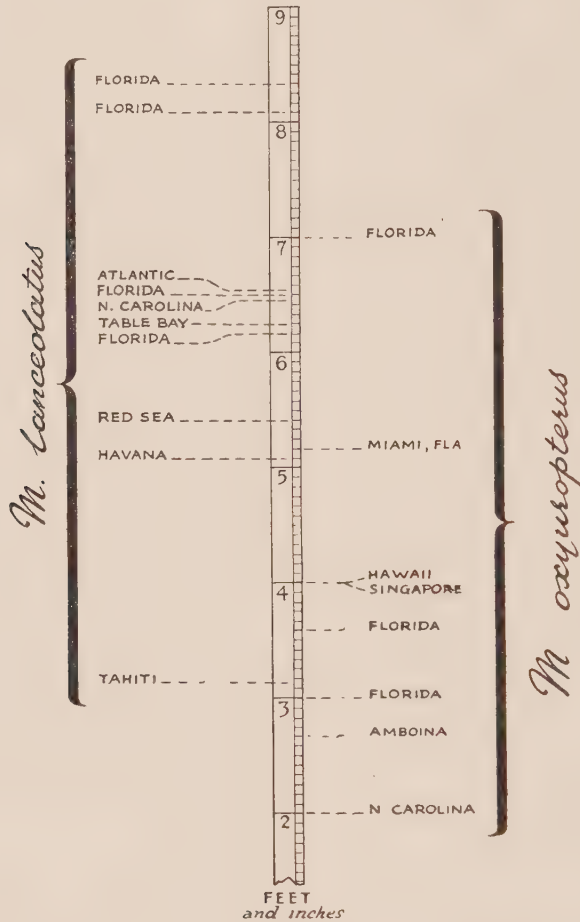 M. lanceolatus
FLORIDA
FLORIDA
ATLANTIC
FLORIDA
N. CAROLINA
TABLE BAY
FLORIDA
RED SEA
HAVANA
TAHITI
9
8
7
6
5
4
3
2
FEET
and inches
FLORIDA
MIAMI, FLA
HAWAII
SINGAPORE
FLORIDA
FLORIDA
AMBOINA
N CAROLINA
M oxyuropterus